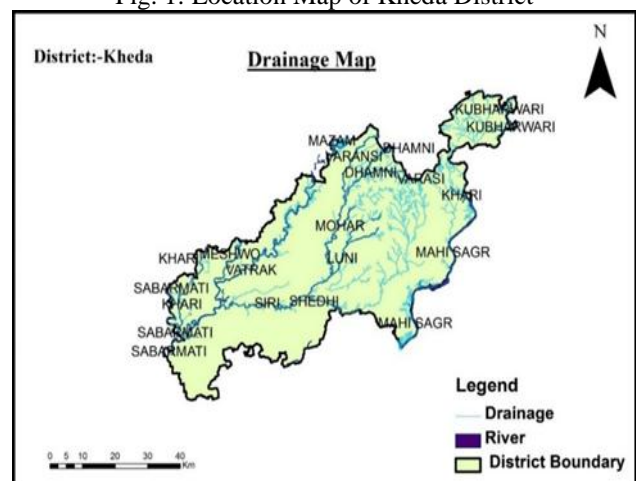 Fig. 1: Location Map of Kheda District
District:-Kheda
Drainage Map
N
KUBHARWARI
KUBHARWARI
MAZAM
VARANSI
DHAMNI
DHAMNI
VARASI
KHARI
MOHAR
MAHI SAGR
KHARI
MESHWO
VATRAK
LUNI
SABARMATI
KHARI
SIRI
SHEDHI
MAHI SAGR
SABARMATI
SABARMATI
Legend
Drainage
River
District Boundary
0 5 10 20 30 40
Km